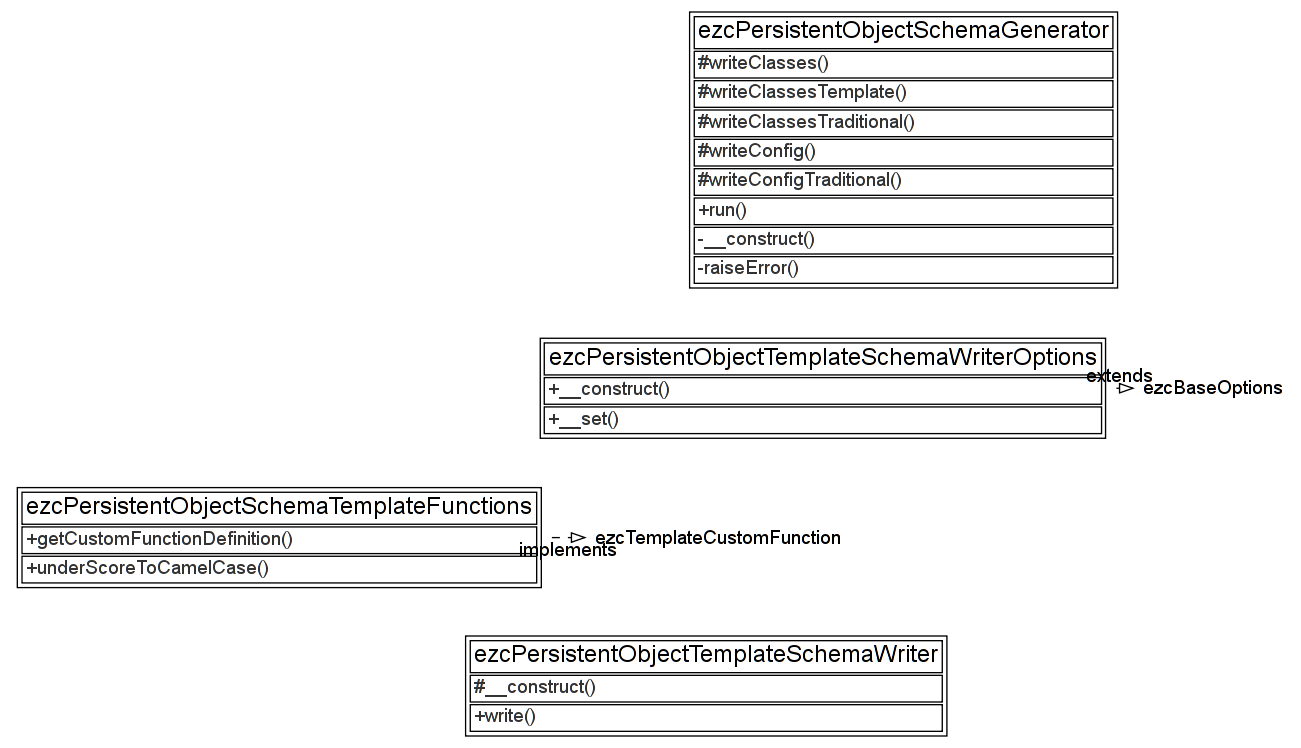 ezcPersistentObjectSchemaGenerator
#writeClasses()
#writeClassesTemplate()
#writeClassesTraditional()
#writeConfig()
#writeConfigTraditional()
+run()
-__construct()
-raiseError()
ezcPersistentObjectTemplateSchemaWriterOptions
extends
+__construct()
ezcBaseOptions
+__set()
ezcPersistentObjectSchemaTemplateFunctions
+getCustomFunctionDefinition()
ezcTemplateCustomFunction
implements
+underScoreToCamelCase()
ezcPersistentObjectTemplateSchemaWriter
#__construct()
+write()